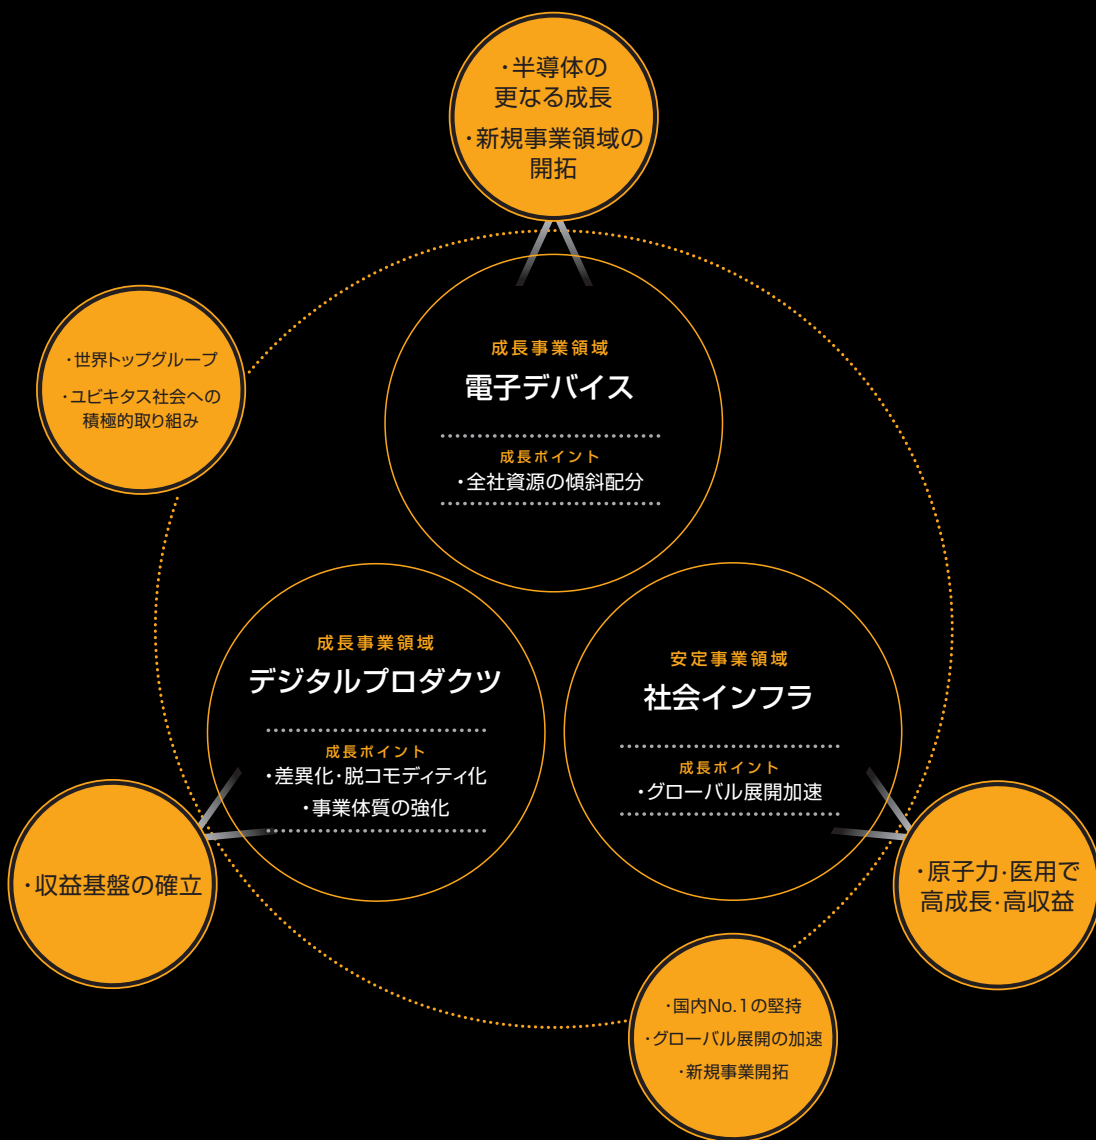 ・半導体の
更なる成長
・新規事業領域の
開拓
・世界トップグループ
・ユビキタス社会への
積極的取り組み
成長事業領域
電子デバイス
成長ポイント
・全社資源の傾斜配分
成長事業領域
デジタルプロダクツ
成長ポイント
・差異化・脱コモディティ化
・事業体質の強化
安定事業領域
社会インフラ
成長ポイント
・グローバル展開加速
・収益基盤の確立
・原子力・医用で
高成長・高収益
・国内No.1の堅持
・グローバル展開の加速
・新規事業開拓